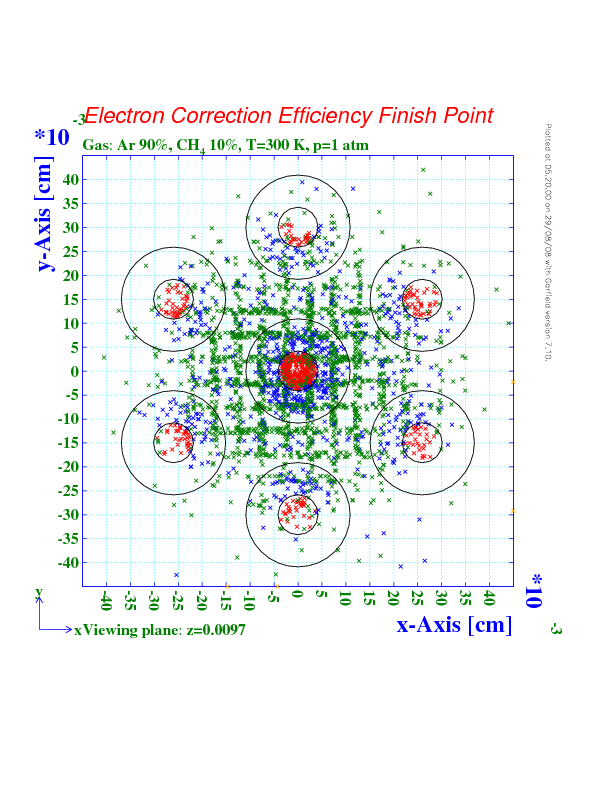 Electron Correction Efficiency Finish Point
-3
*10
Gas: Ar 90%, CH4 10%, T=300 K, p=1 atm
y-Axis [cm]
40
35
30
25
20
15
10
5
0
-5
-10
-15
-20
-25
-30
-35
-40
-40 -35 -30 -25 -20 -15 -10 -5 0 5 10 15 20 25 30 35 40
*10
-3
x-Axis [cm]
y
x
Viewing plane: z=0.0097
Plotted at 05.20.00 on 29/08/08 with Garfield version 7.10.